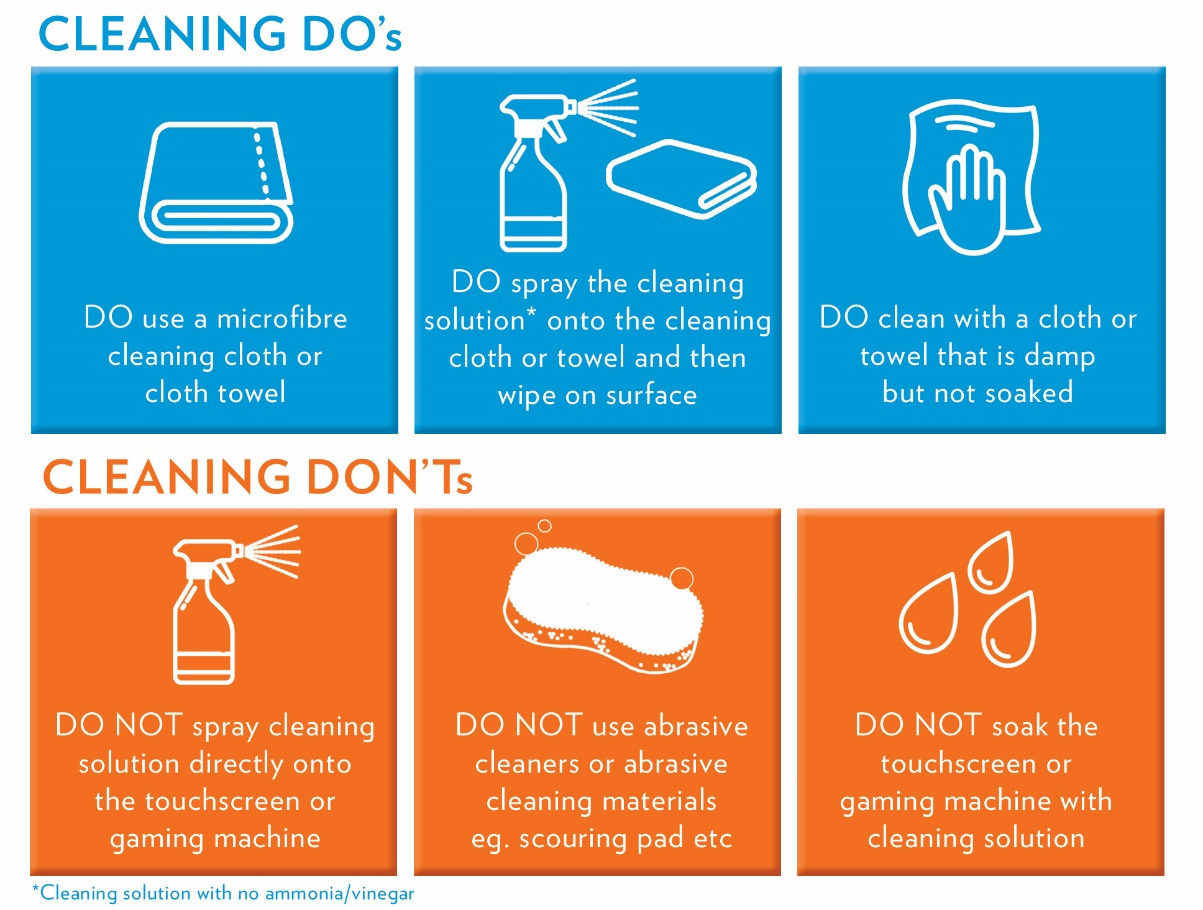 CLEANING DO's
DO use a microfibre
cleaning cloth or
cloth towel
DO spray the cleaning
solution* onto the cleaning
cloth or towel and then
wipe on surface
DO clean with a cloth or
towel that is damp
but not soaked
CLEANING DON'Ts
DO NOT spray cleaning
solution directly onto
the touchscreen or
gaming machine
DO NOT use abrasive
cleaners or abrasive
cleaning materials
eg. scouring pad etc
DO NOT soak the
touchscreen or
gaming machine with
cleaning solution
*Cleaning solution with no ammonia/vinegar